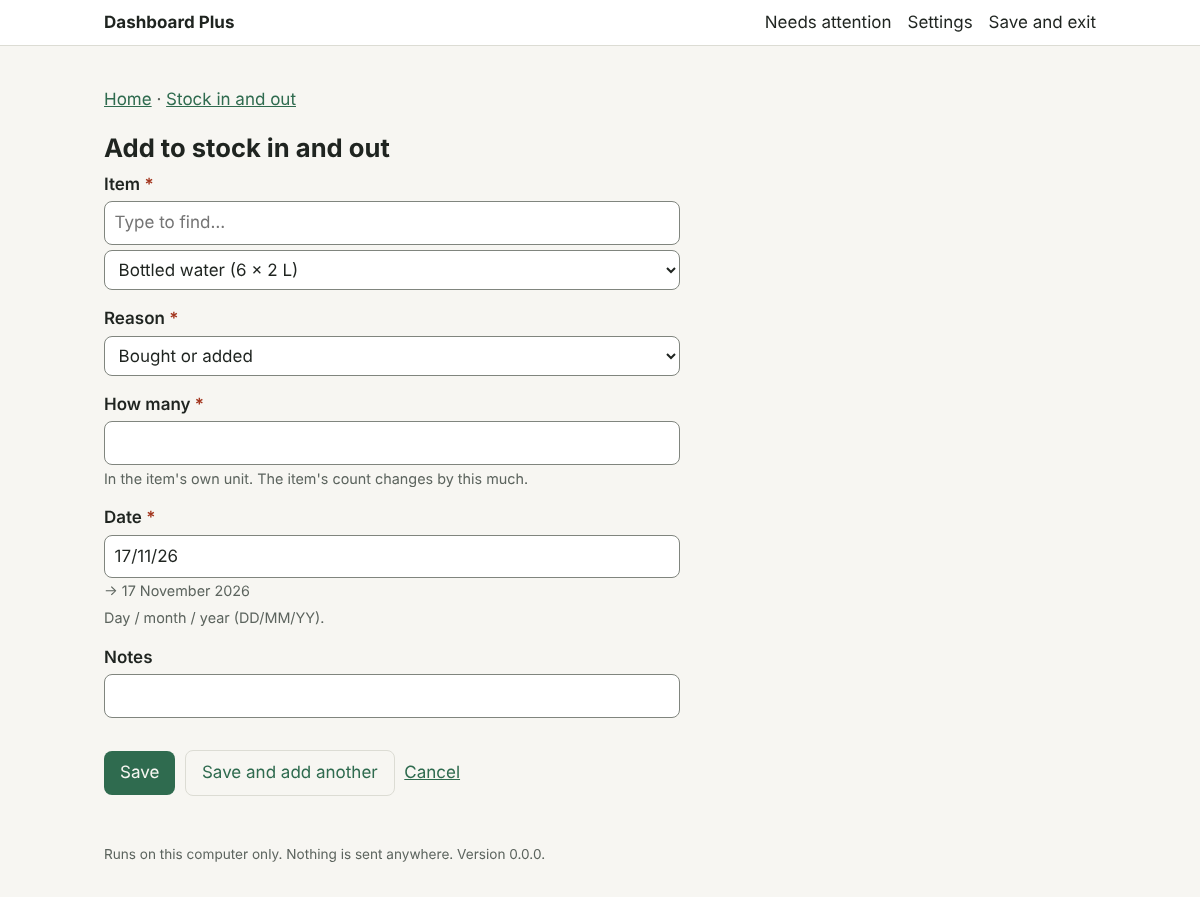 Dashboard Plus
Needs attention Settings Save and exit
Home · Stock in and out
Add to stock in and out
Item *
Type to find...
Bottled water (6 × 2 L)
Reason *
Bought or added
How many *
In the item's own unit. The item's count changes by this much.
Date *
17/11/26
→ 17 November 2026
Day / month / year (DD/MM/YY).
Notes
Save Save and add another Cancel
Runs on this computer only. Nothing is sent anywhere. Version 0.0.0.